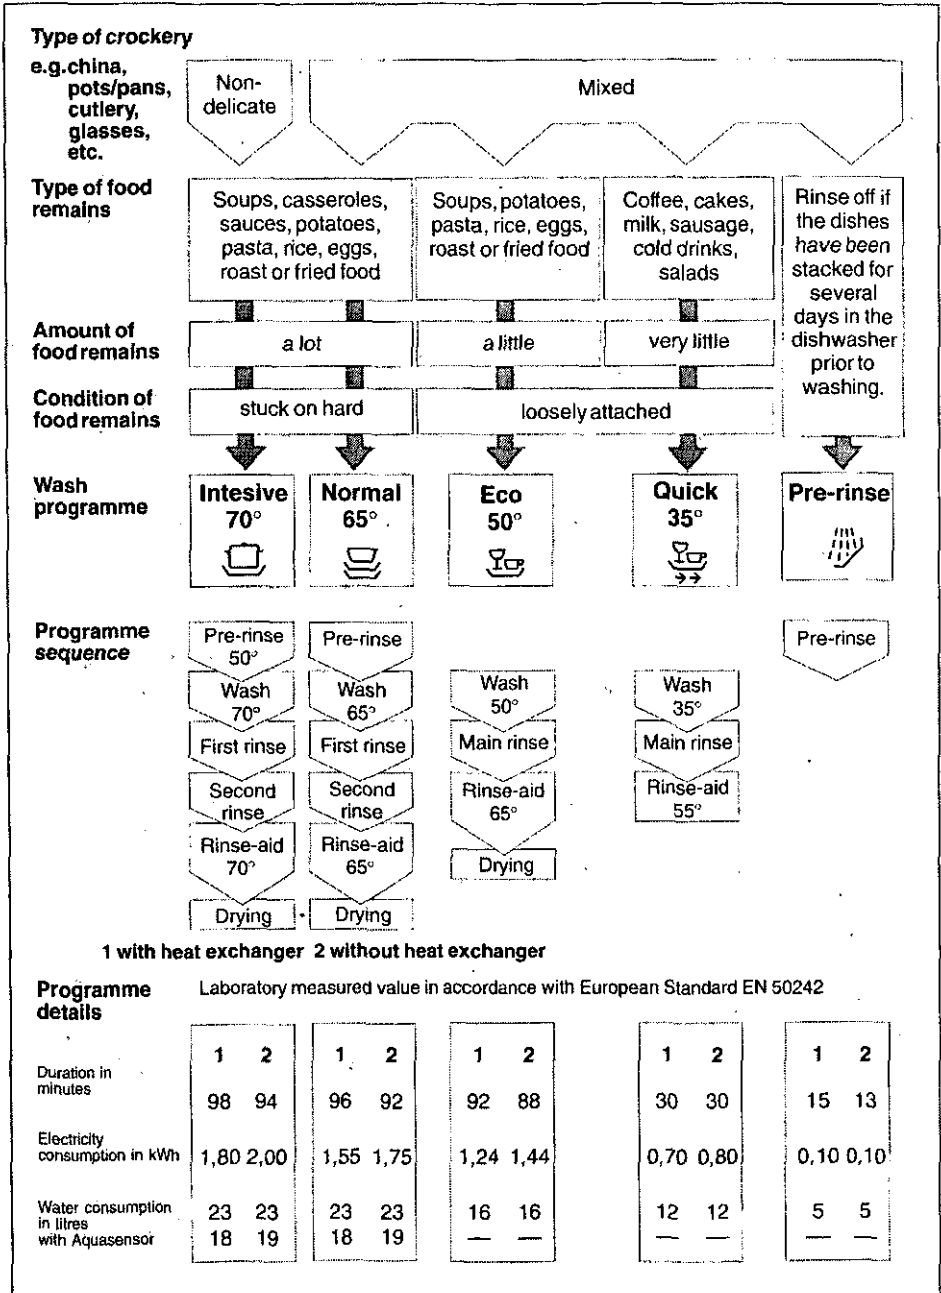 Type of crockery
e.g.china,
pots/pans,
cutlery,
glasses,
etc.
Non-
delicate
Mixed
Type of food
remains
Soups, casseroles,
sauces, potatoes,
pasta, rice, eggs,
roast or fried food
Soups, potatoes,
pasta, rice, eggs,
roast or fried food
Coffee, cakes,
milk, sausage,
cold drinks,
salads
Rinse off if
the dishes
have been
stacked for
several
days in the
dishwasher
prior to
washing.
Amount of
food remains
a lot
a little
very little
Condition of
food remains
stuck on hard
loosely attached
Wash
programme
Intesive
70°
Normal
65°
Eco
50°
Quick
35°
Pre-rinse
Programme
sequence
Pre-rinse
50°
Wash
70°
First rinse
Second
rinse
Rinse-aid
70°
Drying
Pre-rinse
Wash
65°
First rinse
Second
rinse
Rinse-aid
65°
Drying
Wash
50°
Main rinse
Rinse-aid
65°
Drying
Wash
35°
Main rinse
Rinse-aid
55°
Pre-rinse
1 with heat exchanger 2 without heat exchanger
Programme
details
Laboratory measured value in accordance with European Standard EN 50242
1 2 1 2 1 2 1 2 1 2
Duration in
minutes
98 94 96 92 92 88 30 30 15 13
Electricity
consumption in kWh
1,80 2,00 1,55 1,75 1,24 1,44 0,70 0,80 0,10 0,10
Water consumption
in litres
with Aquasensor
23 23 23 23 16 16 12 12 5 5
18 19 18 19 — — — — — —